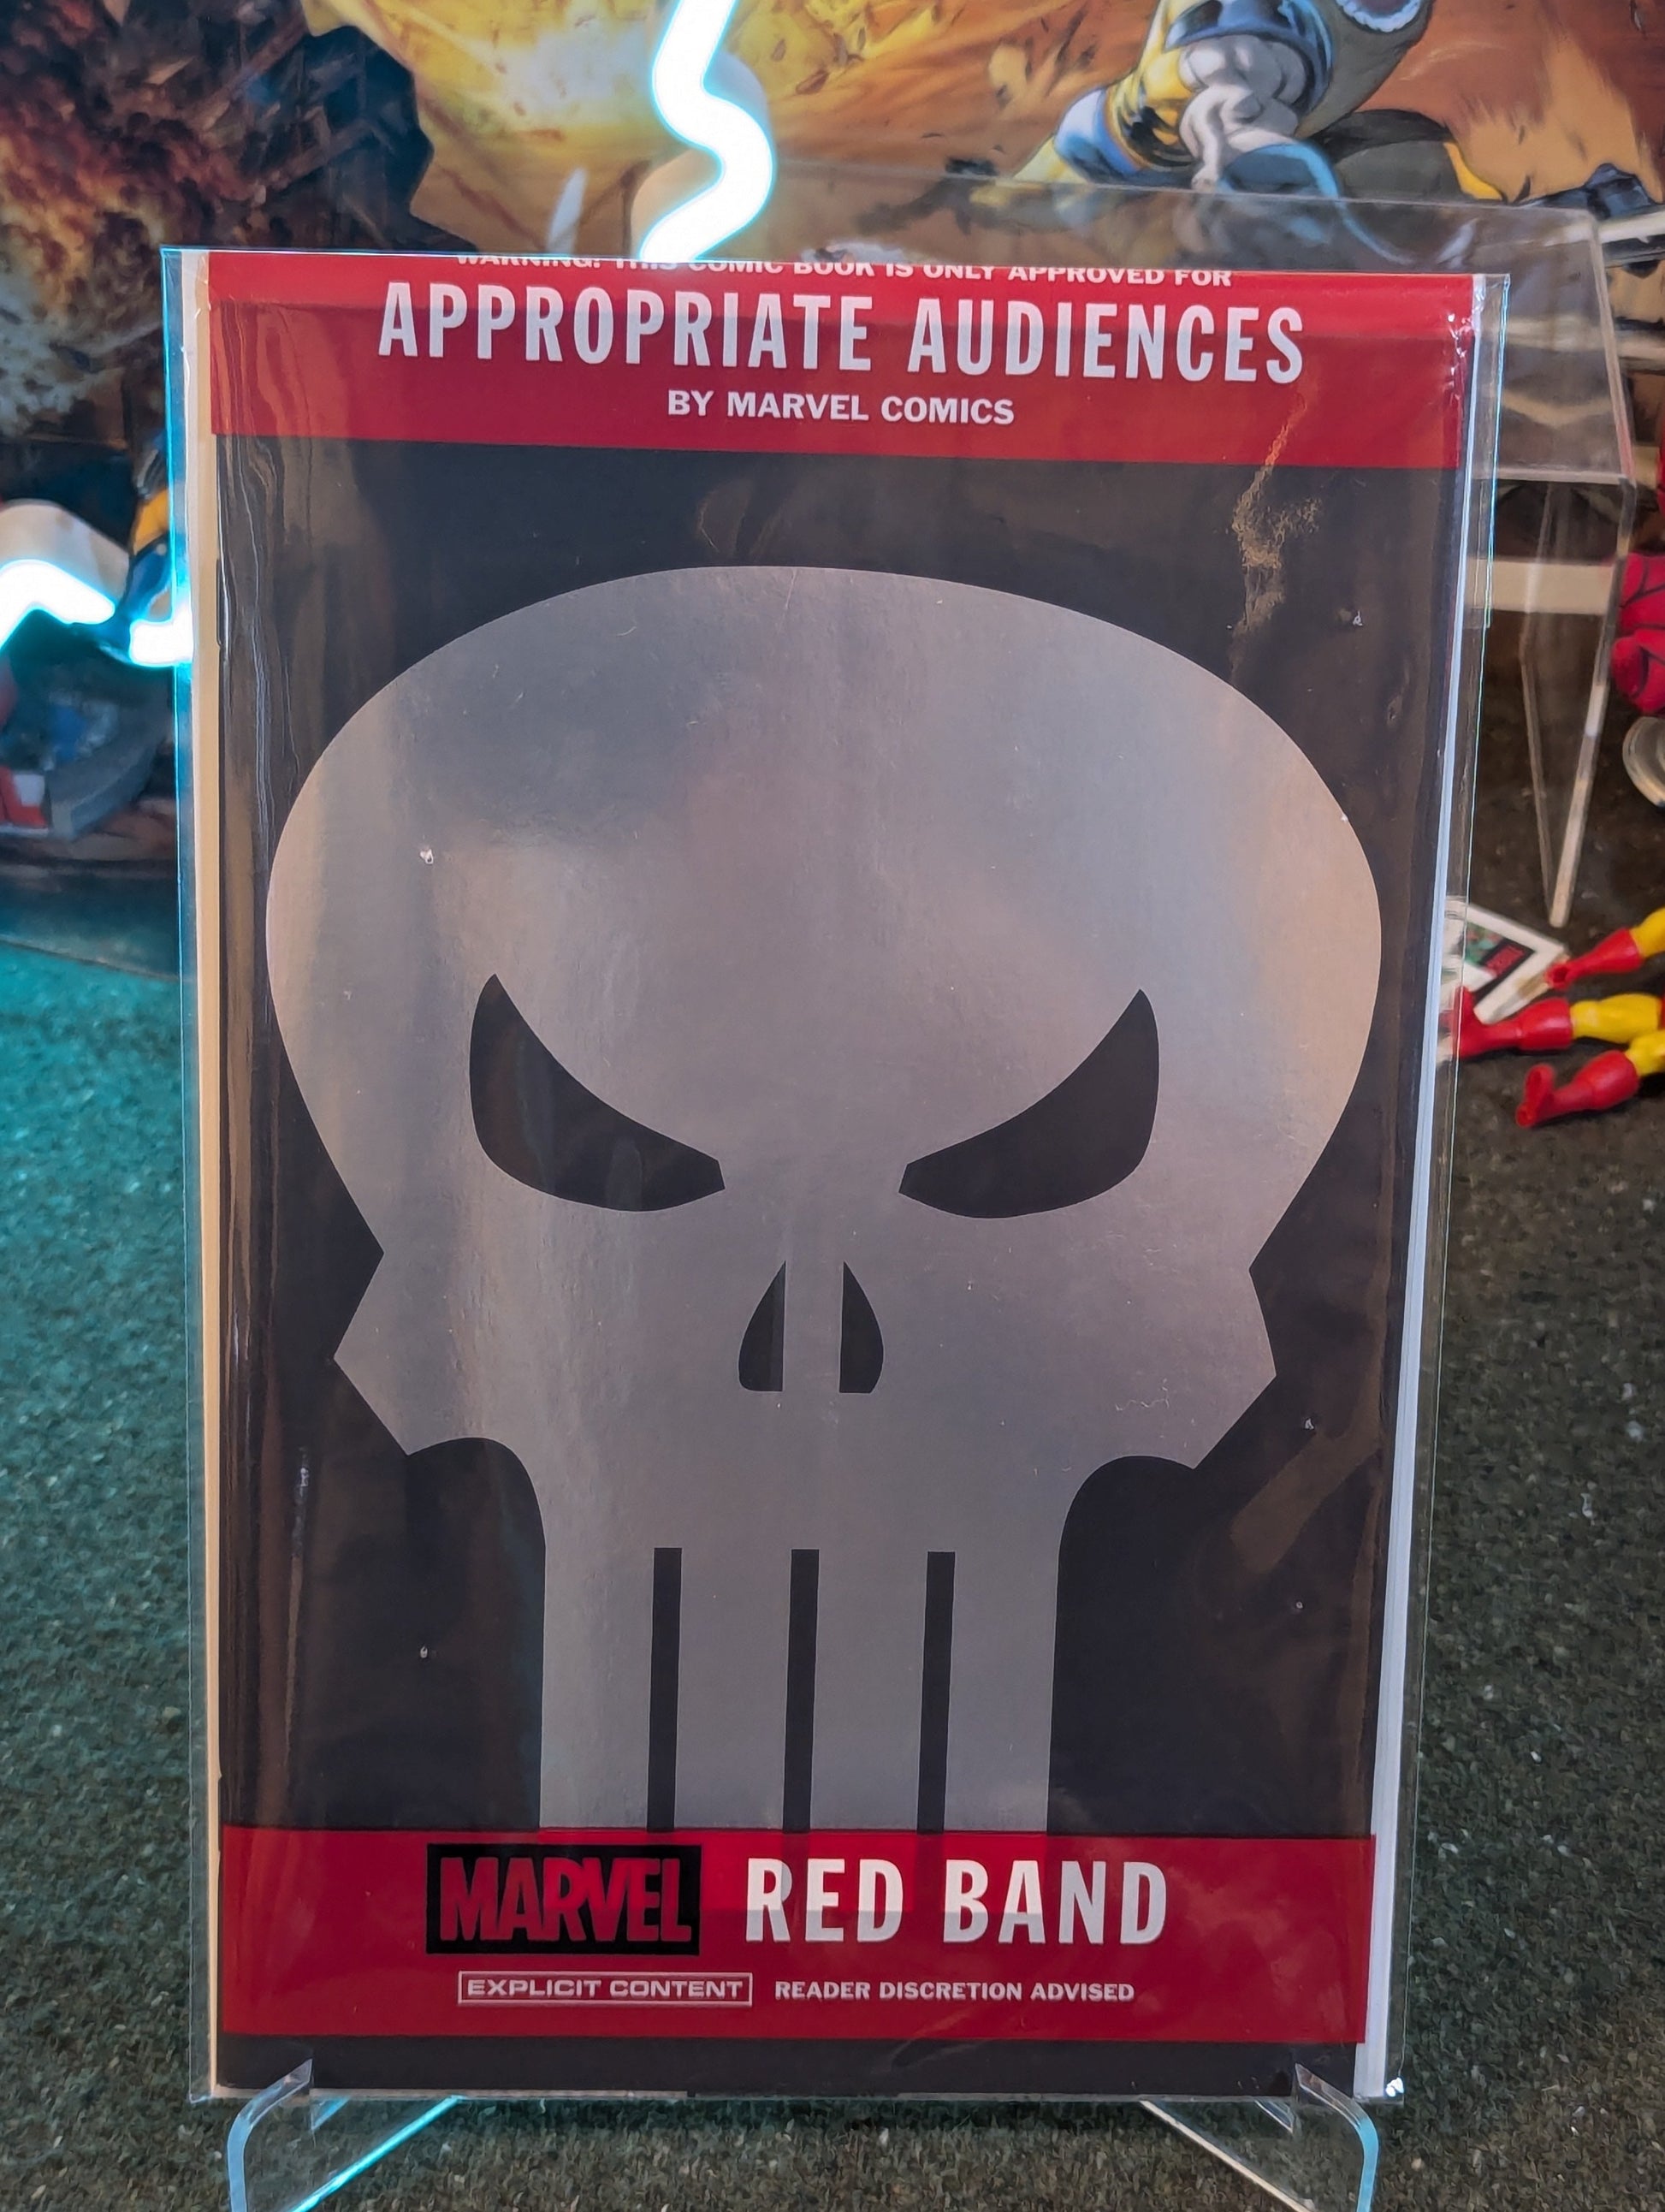 WARNING: THIS COMIC BOOK IS ONLY APPROVED FOR
APPROPRIATE AUDIENCES
BY MARVEL COMICS
MARVEL RED BAND
EXPLICIT CONTENT READER DISCRETION ADVISED